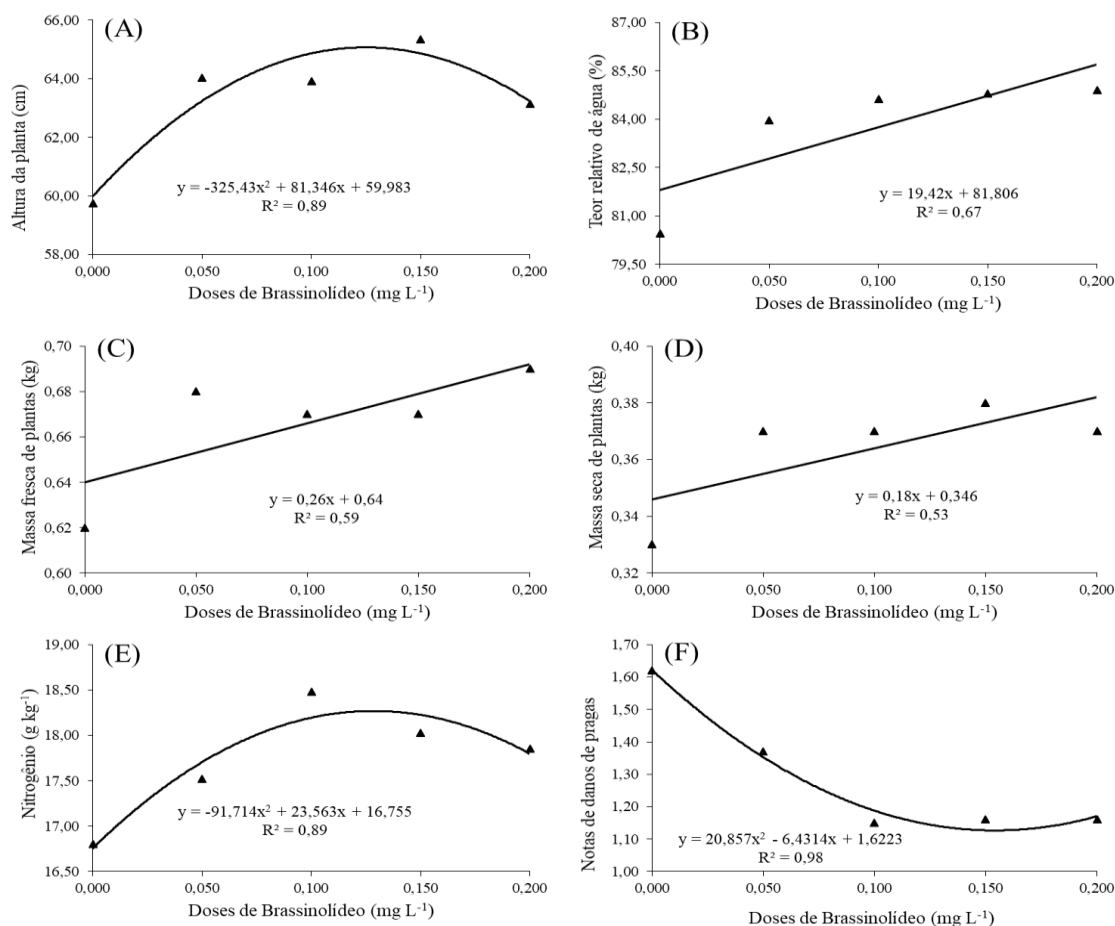 (A)
66,00
64,00
62,00
60,00
58,00
Altura da planta (cm)
y = -325,43x² + 81,346x + 59,983
R² = 0,89
0,000 0,050 0,100 0,150 0,200
Doses de Brassinolídeo (mg L⁻¹)
(B)
87,00
85,50
84,00
82,50
81,00
79,50
Teor relativo de água (%)
y = 19,42x + 81,806
R² = 0,67
0,000 0,050 0,100 0,150 0,200
Doses de Brassinolídeo (mg L⁻¹)
(C)
0,70
0,68
0,66
0,64
0,62
0,60
Massa fresca de plantas (kg)
y = 0,26x + 0,64
R² = 0,59
0,000 0,050 0,100 0,150 0,200
Doses de Brassinolídeo (mg L⁻¹)
(D)
0,40
0,38
0,36
0,34
0,32
Massa seca de plantas (kg)
y = 0,18x + 0,346
R² = 0,53
0,000 0,050 0,100 0,150 0,200
Doses de Brassinolídeo (mg L⁻¹)
(E)
19,00
18,50
18,00
17,50
17,00
16,50
Nitrogênio (g kg⁻¹)
y = -91,714x² + 23,563x + 16,755
R² = 0,89
0,000 0,050 0,100 0,150 0,200
Doses de Brassinolídeo (mg L⁻¹)
(F)
1,70
1,60
1,50
1,40
1,30
1,20
1,10
1,00
Notas de danos de pragas
y = 20,857x² - 6,4314x + 1,6223
R² = 0,98
0,000 0,050 0,100 0,150 0,200
Doses de Brassinolídeo (mg L⁻¹)